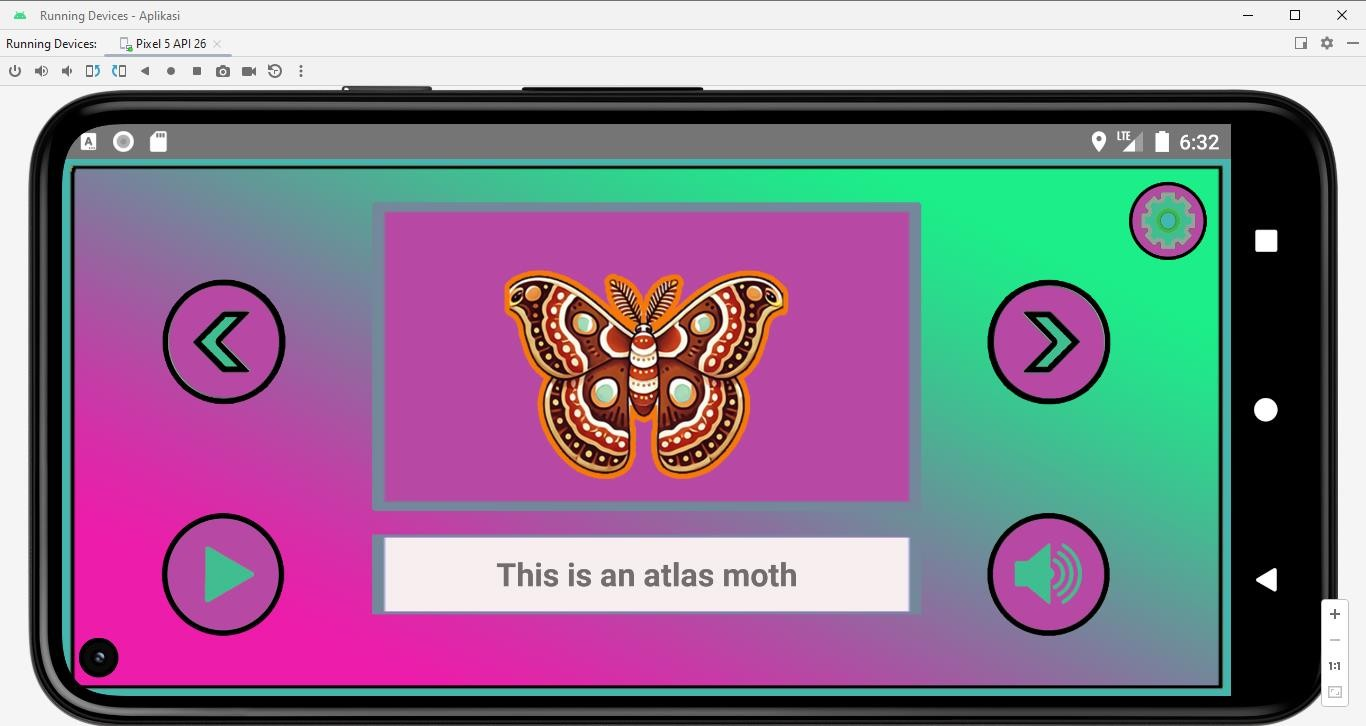 Running Devices - Aplikasi
Running Devices:
Pixel 5 API 26
A
LTE
6:32
This is an atlas moth
1:1